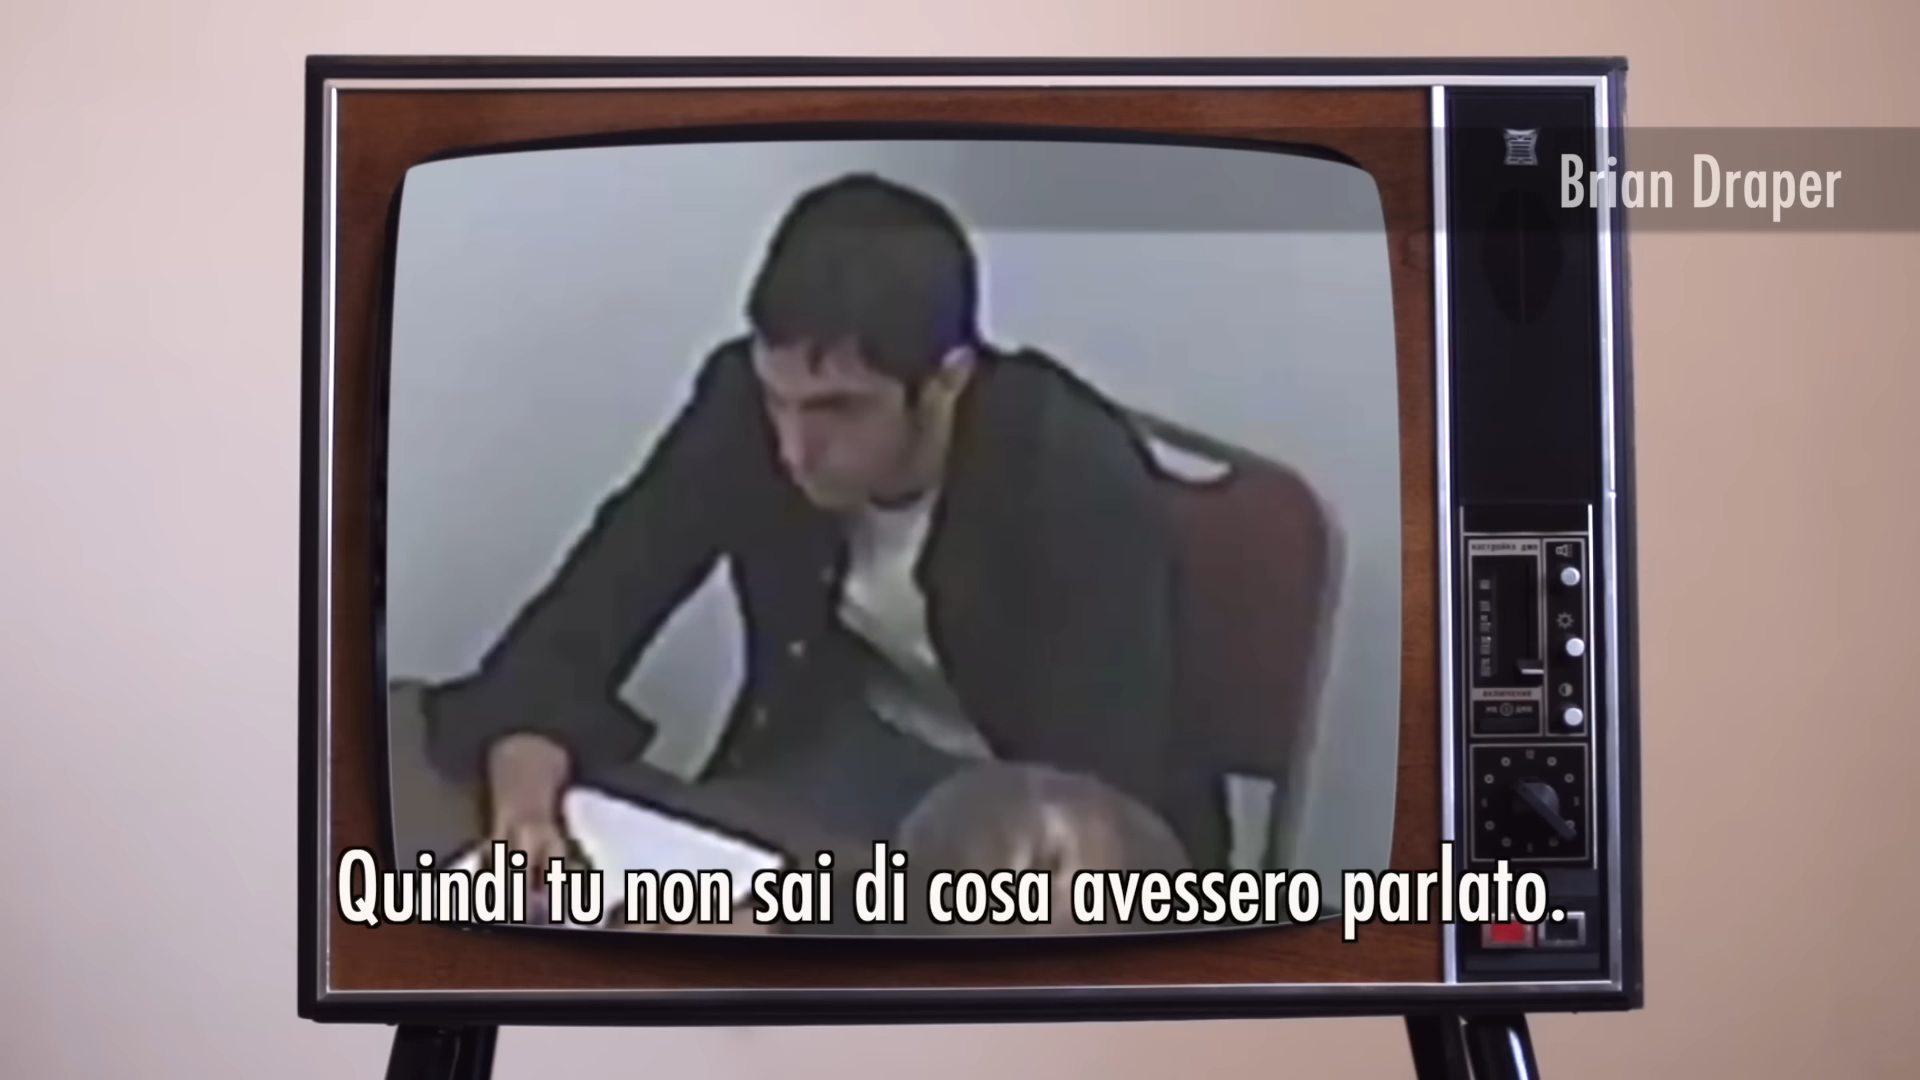 Brian Draper
Quindi tu non sai di cosa avessero parlato.